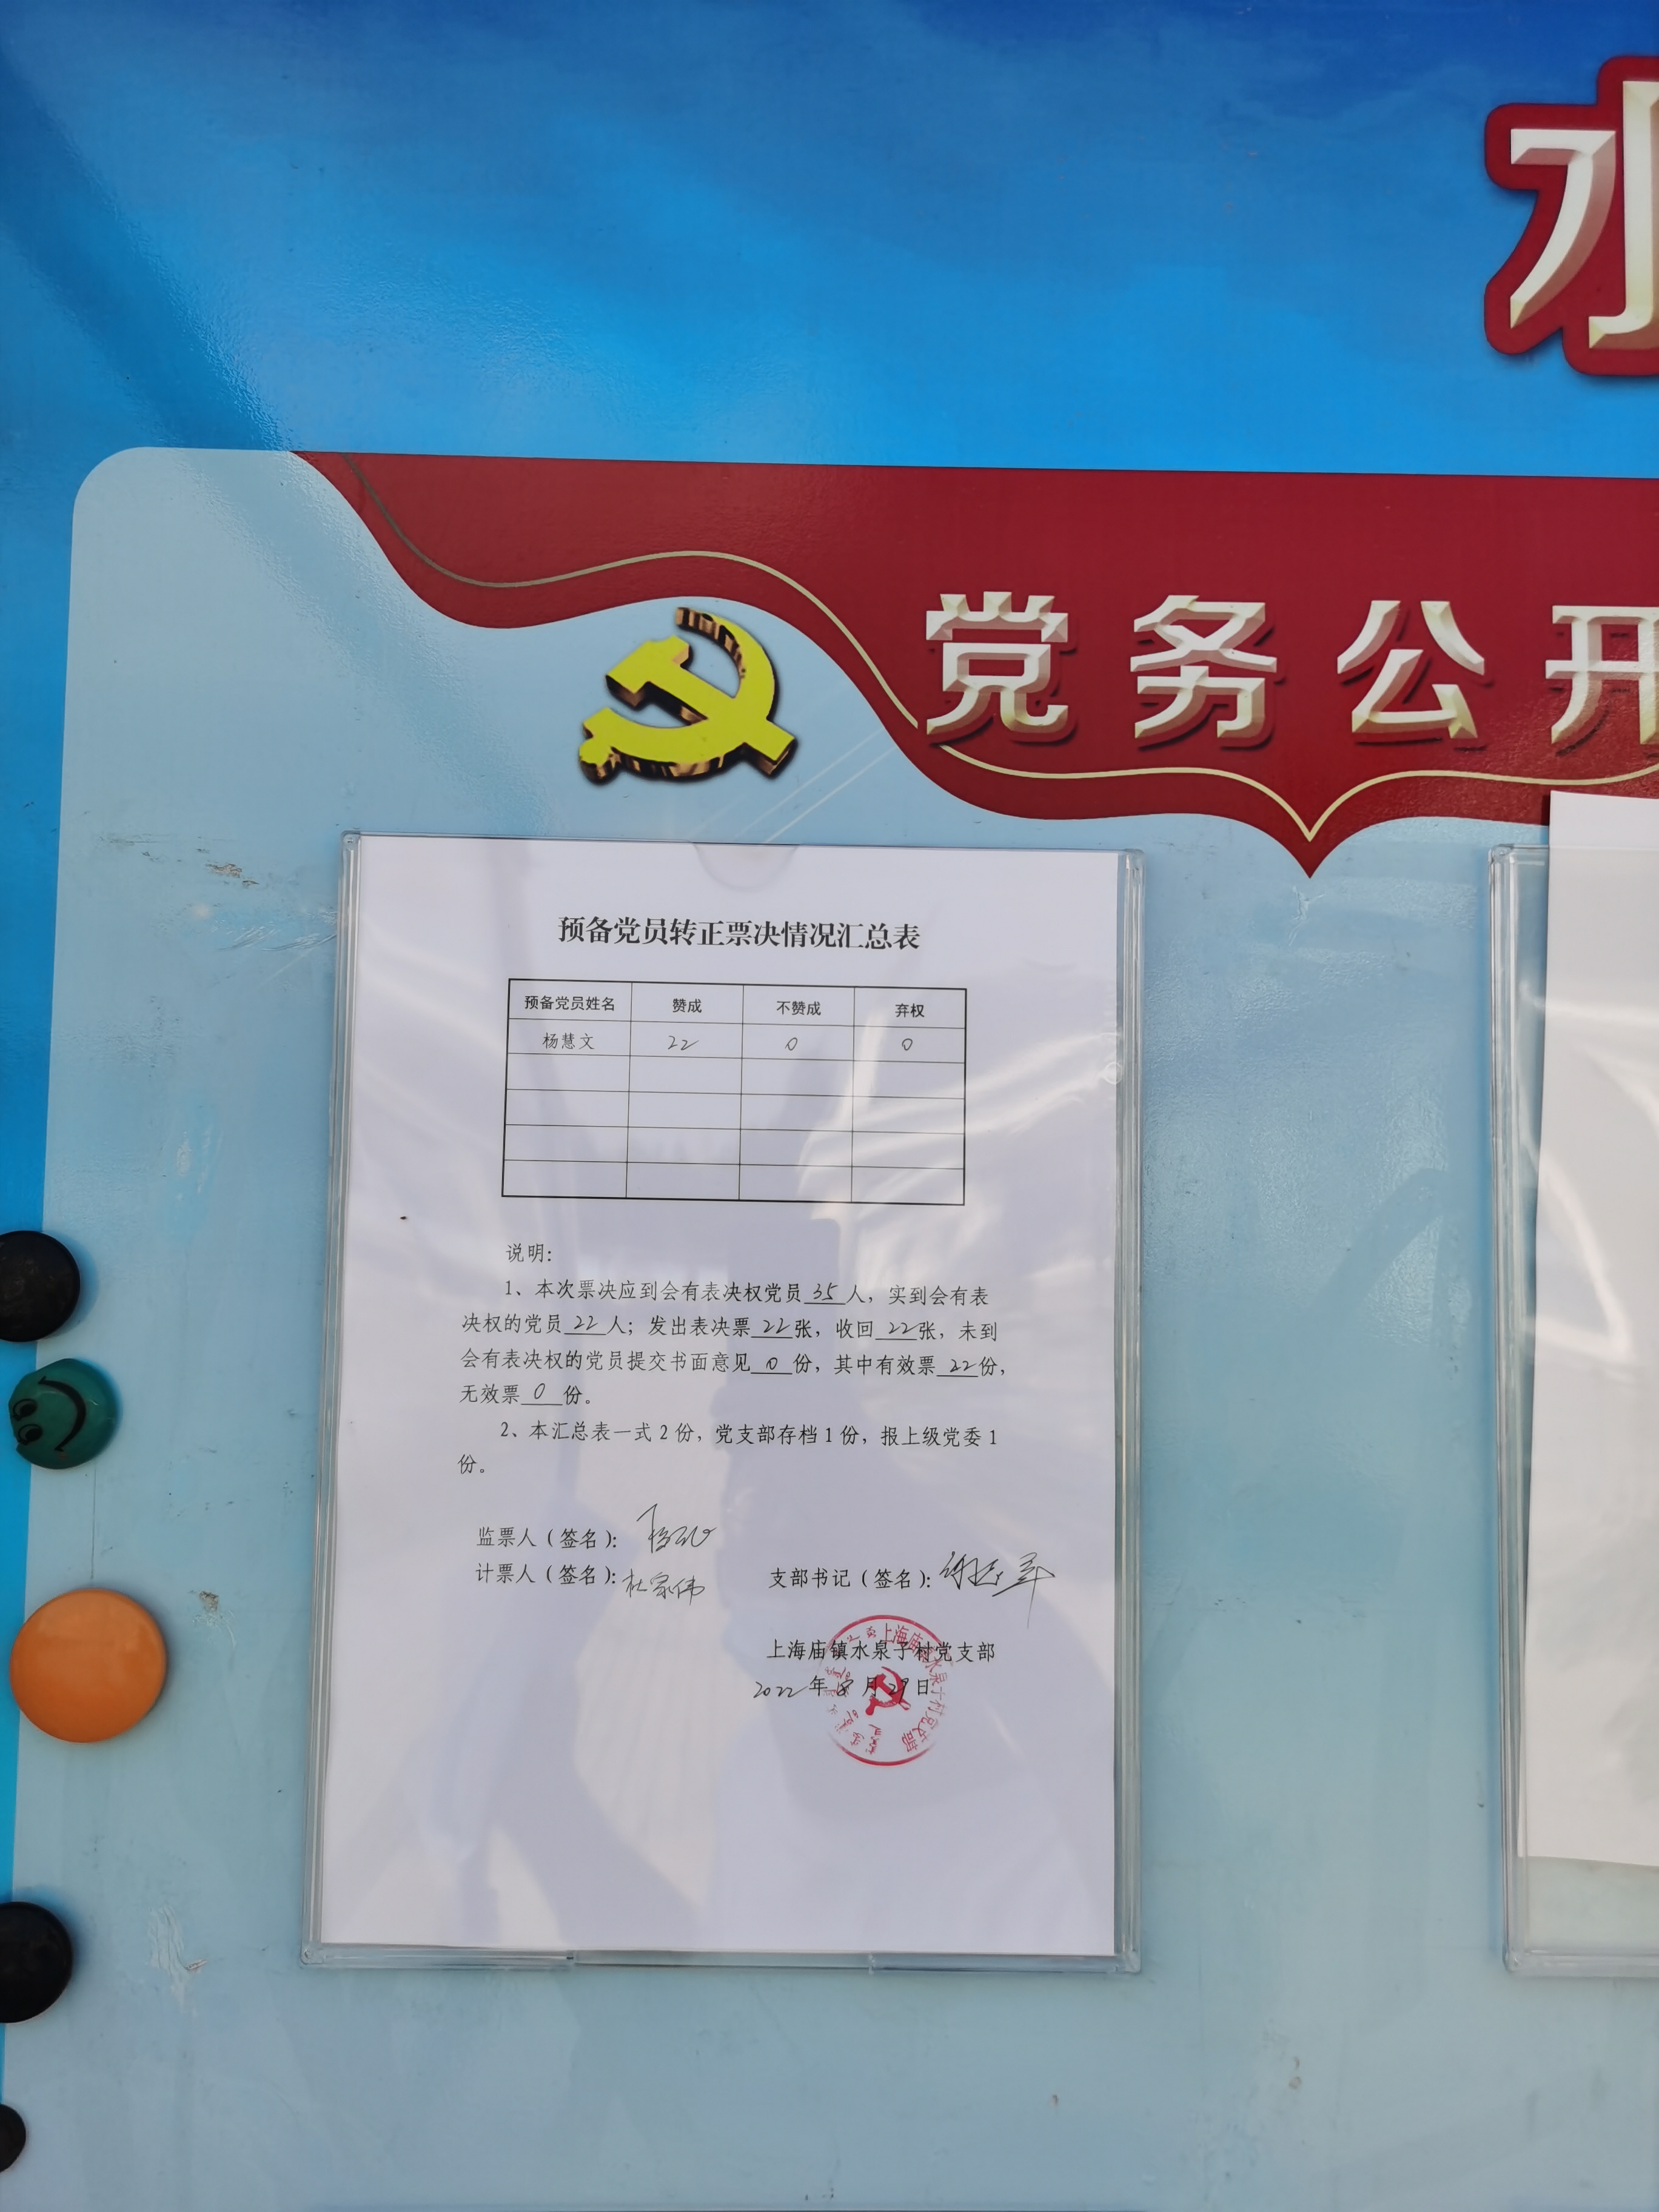 水
党务公开
预备党员转正票决情况汇总表
预备党员姓名 赞成 不赞成 弃权
杨慧文 22 0 0
说明:
1、本次票决应到会有表决权党员35人，实到会有表
决权的党员22人；发出表决票22张，收回22张，未到
会有表决权的党员提交书面意见0份，其中有效票22份，
无效票0份。
2、本汇总表一式2份，党支部存档1份，报上级党委1
份。
监票人（签名）：
计票人（签名）：杜家伟
支部书记（签名）：
上海庙镇水泉子村党支部
2022年8月29日